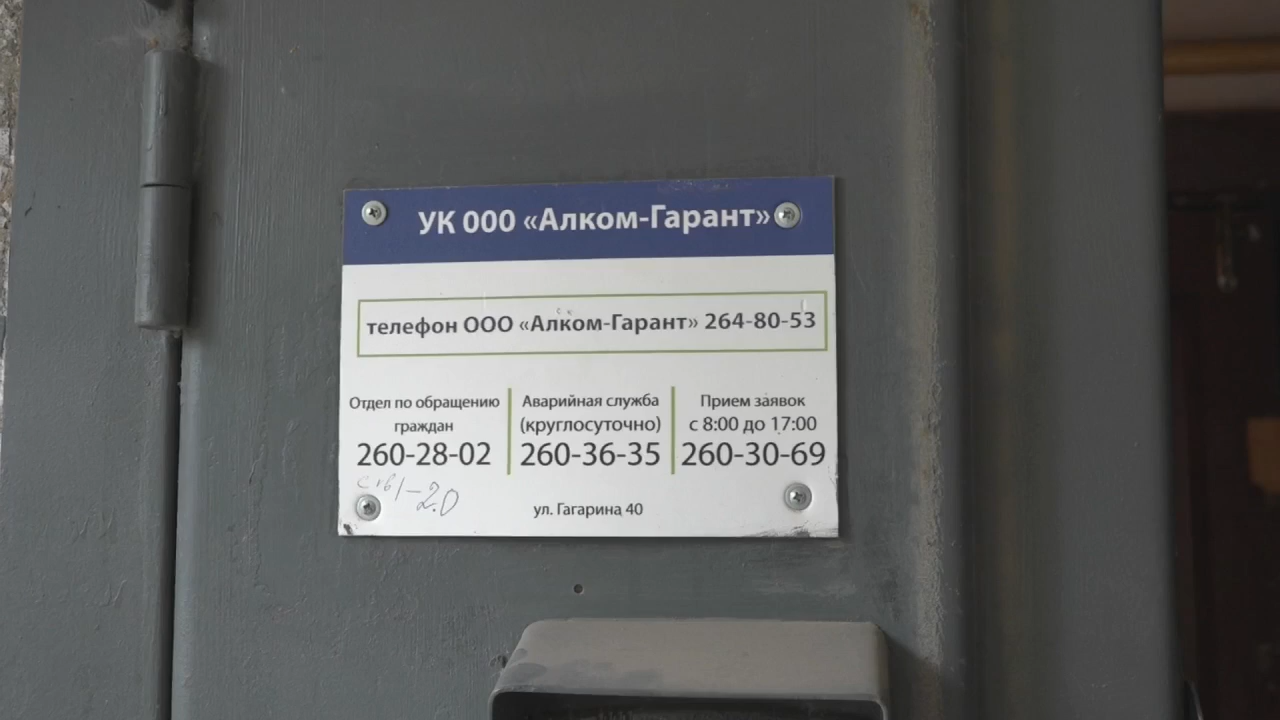 УК ООО «Алком-Гарант»
телефон ООО «Алком-Гарант» 264-80-53
Отдел по обращению
граждан
260-28-02
Аварийная служба
(круглосуточно)
260-36-35
Прием заявок
с 8:00 до 17:00
260-30-69
ул. Гагарина 40